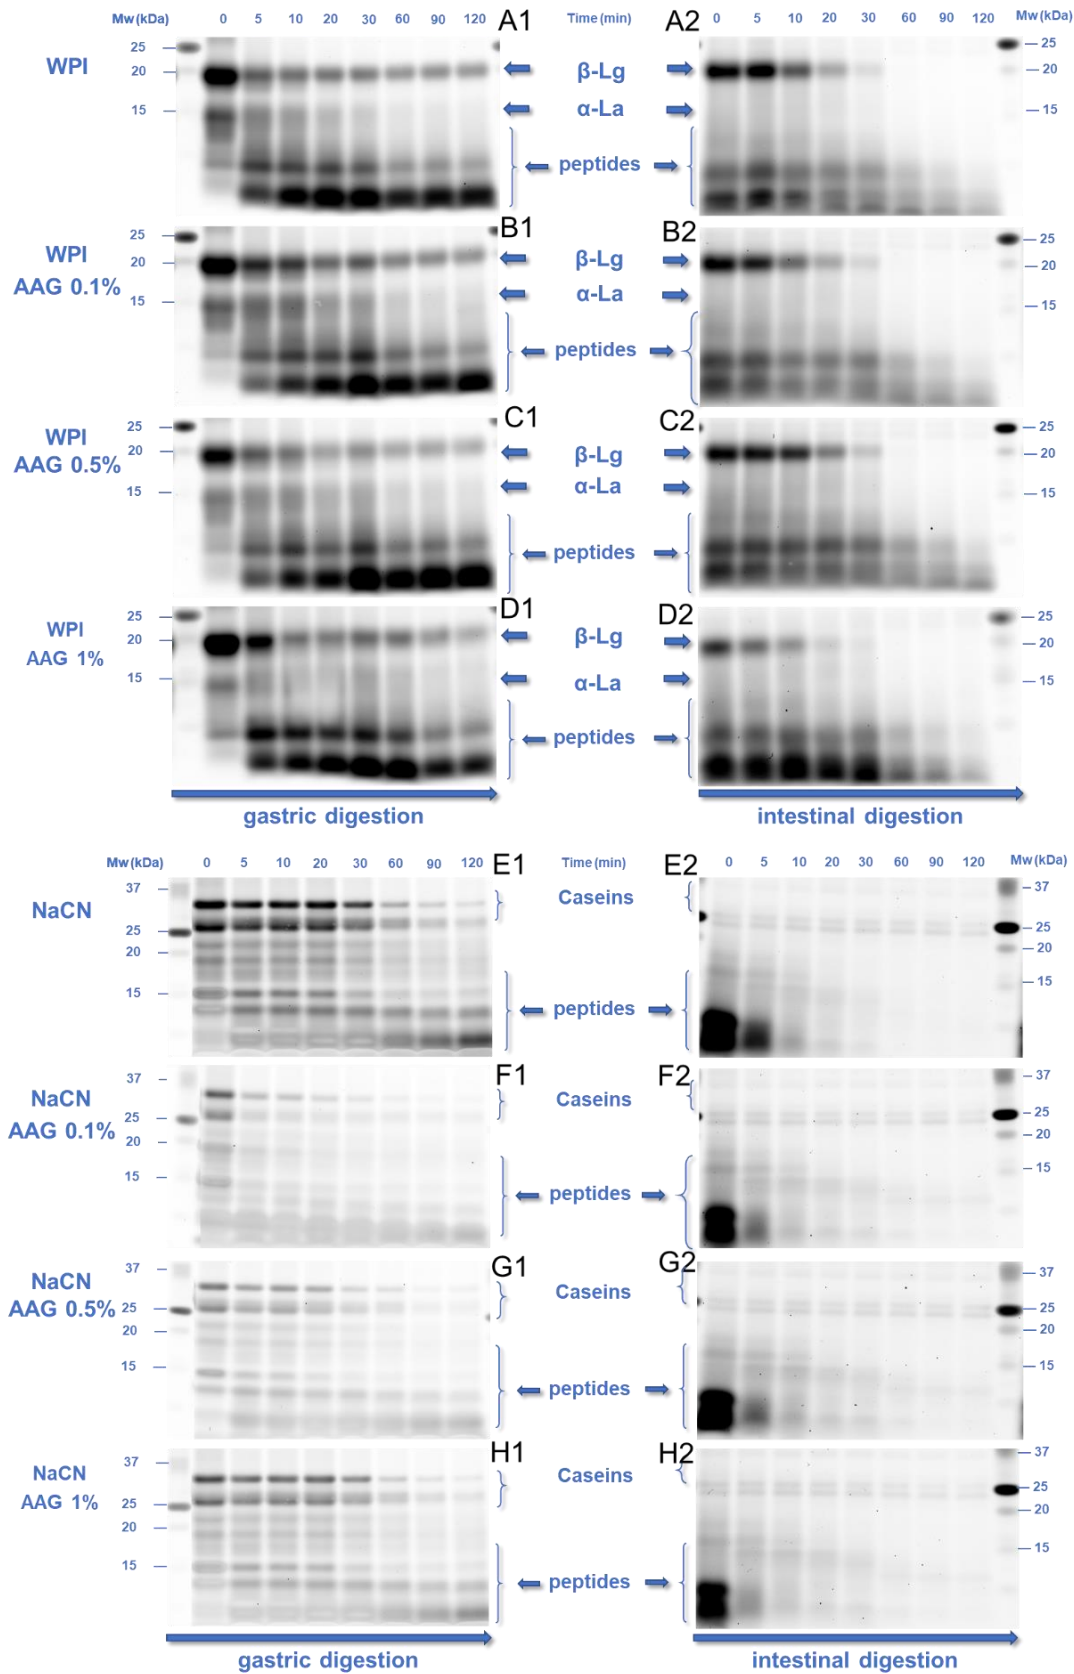 Mw (kDa) 0 5 10 20 30 60 90 120 A1 Time (min) A2 0 5 10 20 30 60 90 120 Mw (kDa)
25 25
WPI 20 β-Lg 20
15 α-La 15
peptides
B1 B2
25 25
WPI 20 β-Lg 20
AAG 0.1% α-La
15 15
peptides
C1 C2
25 25
WPI 20 β-Lg 20
AAG 0.5% α-La
15 15
peptides
D1 D2
25 25
WPI 20 β-Lg 20
AAG 1%
15 α-La 15
peptides
gastric digestion intestinal digestion
Mw (kDa) 0 5 10 20 30 60 90 120 E1 Time (min) E2 0 5 10 20 30 60 90 120 Mw (kDa)
37 Caseins 37
NaCN
25 25
20 20
15 15
peptides
F1 F2
37 37
NaCN Caseins
AAG 0.1% 25 25
20 20
15 15
peptides
G1 G2
37 37
NaCN Caseins
AAG 0.5% 25 25
20 20
15 15
peptides
H1 H2
37 37
NaCN Caseins
AAG 1% 25 25
20 20
15 15
peptides
gastric digestion intestinal digestion